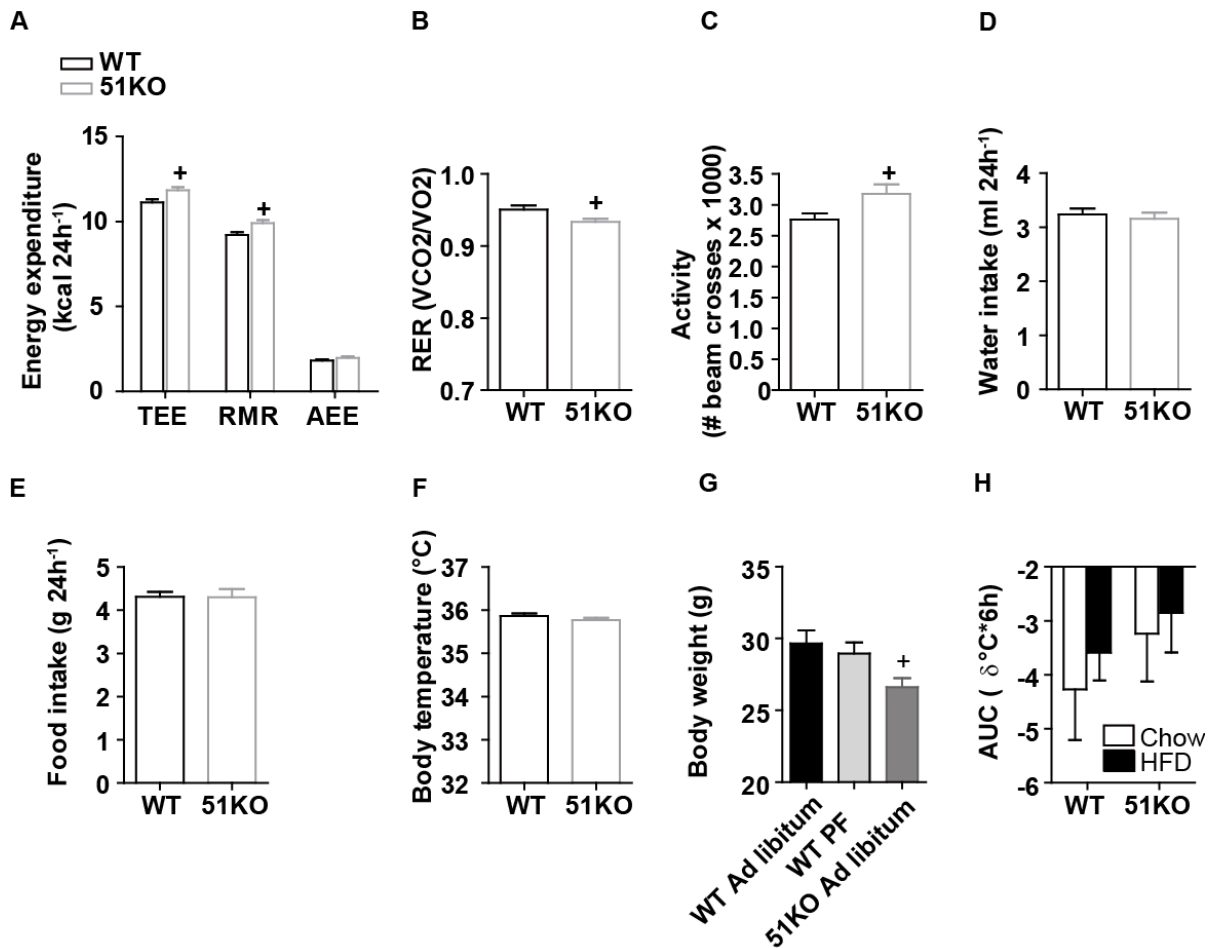 A
B
C
D
WT
51KO
Energy expenditure
(kcal 24h⁻¹)
15
10
5
0
TEE RMR AEE
+
+
RER (VCO2/VO2)
1.0
0.9
0.8
0.7
WT 51KO
+
Activity
(# beam crosses x 1000)
3.5
3.0
2.5
2.0
1.5
1.0
0.5
0
WT 51KO
+
Water intake (ml 24h⁻¹)
4
3
2
1
0
WT 51KO
E
F
G
H
Food intake (g 24h⁻¹)
5
4
3
2
1
0
WT 51KO
Body temperature (°C)
37
36
35
34
33
32
WT 51KO
Body weight (g)
35
30
25
20
+
WT Ad libitum
WT PF
51KO Ad libitum
AUC ( δ°C*6h)
-2
-3
-4
-5
-6
Chow
HFD
WT 51KO